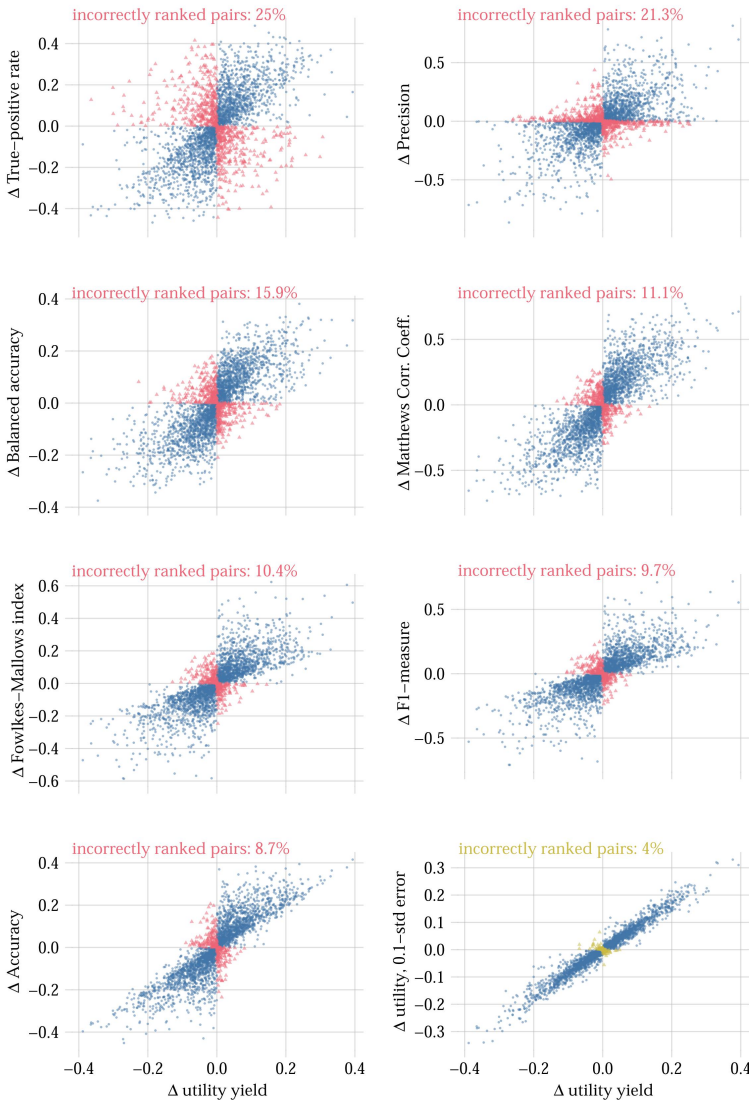 incorrectly ranked pairs: 25%
0.4
0.2
0.0
−0.2
−0.4
Δ True−positive rate
incorrectly ranked pairs: 21.3%
0.5
0.0
−0.5
Δ Precision
incorrectly ranked pairs: 15.9%
0.4
0.2
0.0
−0.2
−0.4
Δ Balanced accuracy
incorrectly ranked pairs: 11.1%
0.5
0.0
−0.5
Δ Matthews Corr. Coeff.
incorrectly ranked pairs: 10.4%
0.6
0.4
0.2
0.0
−0.2
−0.4
−0.6
Δ Fowlkes−Mallows index
incorrectly ranked pairs: 9.7%
0.5
0.0
−0.5
Δ F1−measure
incorrectly ranked pairs: 8.7%
0.4
0.2
0.0
−0.2
−0.4
Δ Accuracy
−0.4 −0.2 0.0 0.2 0.4
Δ utility yield
incorrectly ranked pairs: 4%
0.3
0.2
0.1
0.0
−0.1
−0.2
−0.3
Δ utility, 0.1−std error
−0.4 −0.2 0.0 0.2 0.4
Δ utility yield